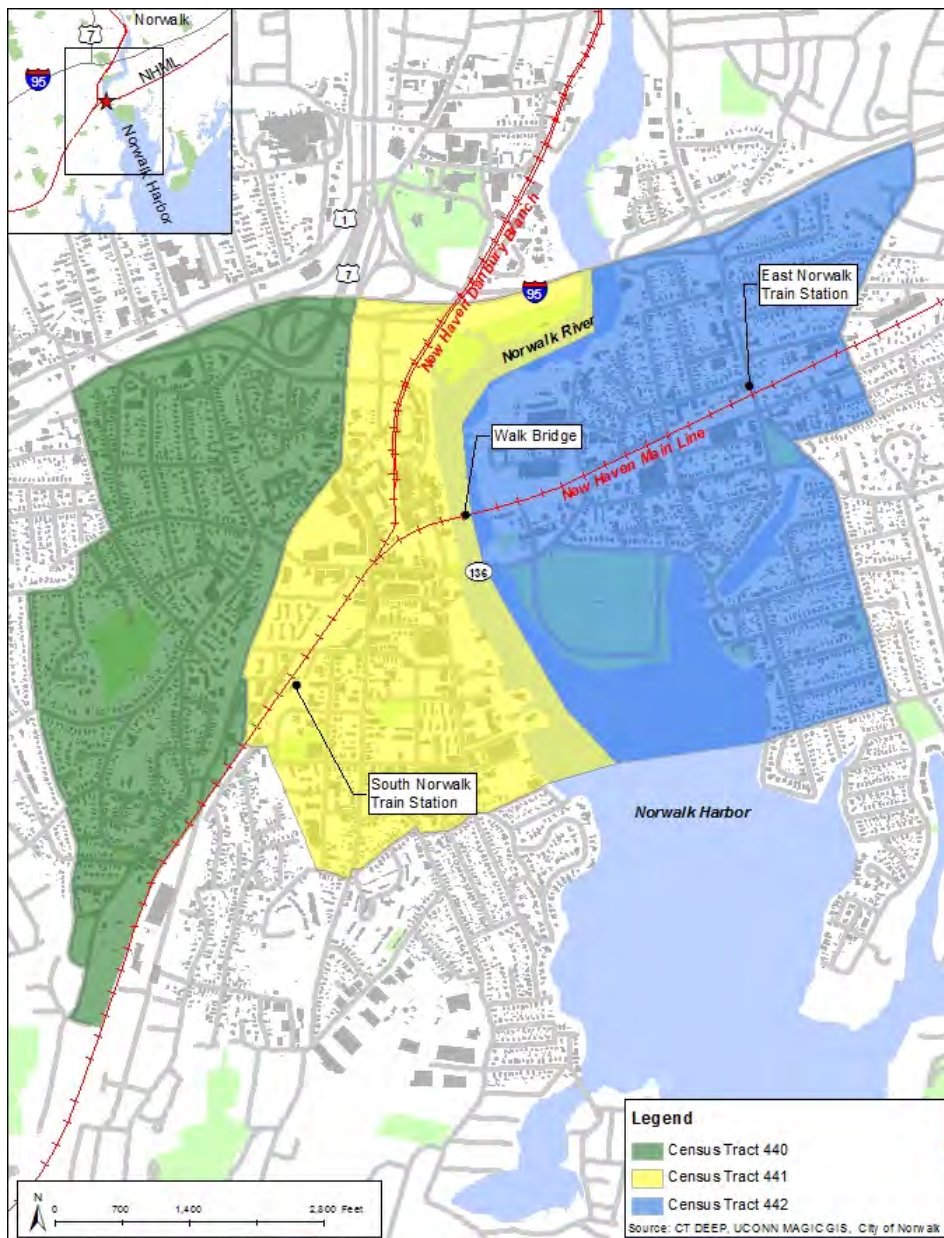 Norwalk
7
NHML
95
Norwalk Harbor
1
7
New Haven Danbury Branch
95
East Norwalk
Train Station
Norwalk River
Walk Bridge
New Haven Main Line
136
South Norwalk
Train Station
Norwalk Harbor
Legend
Census Tract 440
Census Tract 441
Census Tract 442
N
0 700 1,400 2,800 Feet
Source: CT DEEP, UCONN MAGIC GIS, City of Norwalk